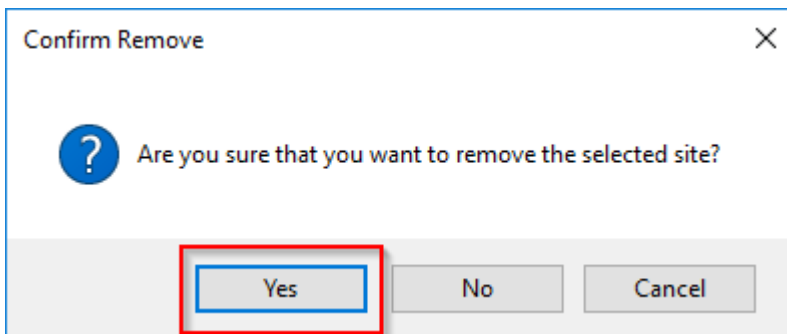 Confirm Remove
Are you sure that you want to remove the selected site?
Yes No Cancel